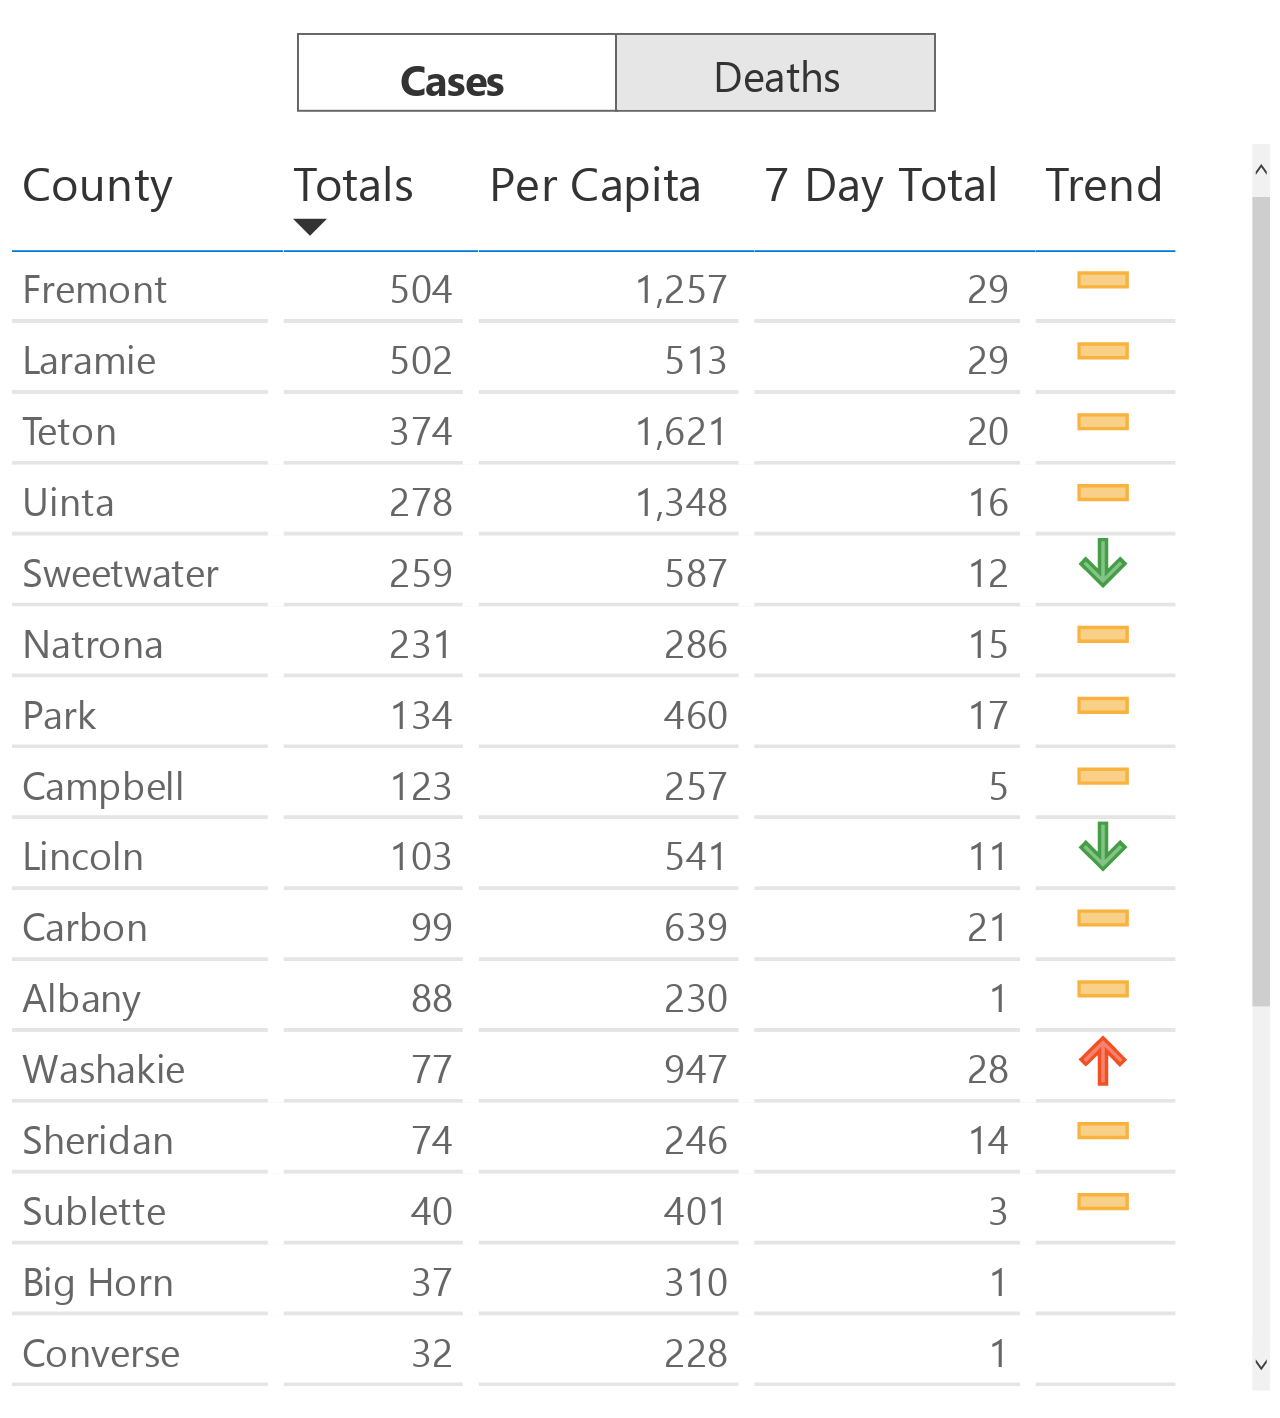 Cases Deaths
County Totals Per Capita 7 Day Total Trend
Fremont 504 1,257 29
Laramie 502 513 29
Teton 374 1,621 20
Uinta 278 1,348 16
Sweetwater 259 587 12
Natrona 231 286 15
Park 134 460 17
Campbell 123 257 5
Lincoln 103 541 11
Carbon 99 639 21
Albany 88 230 1
Washakie 77 947 28
Sheridan 74 246 14
Sublette 40 401 3
Big Horn 37 310 1
Converse 32 228 1